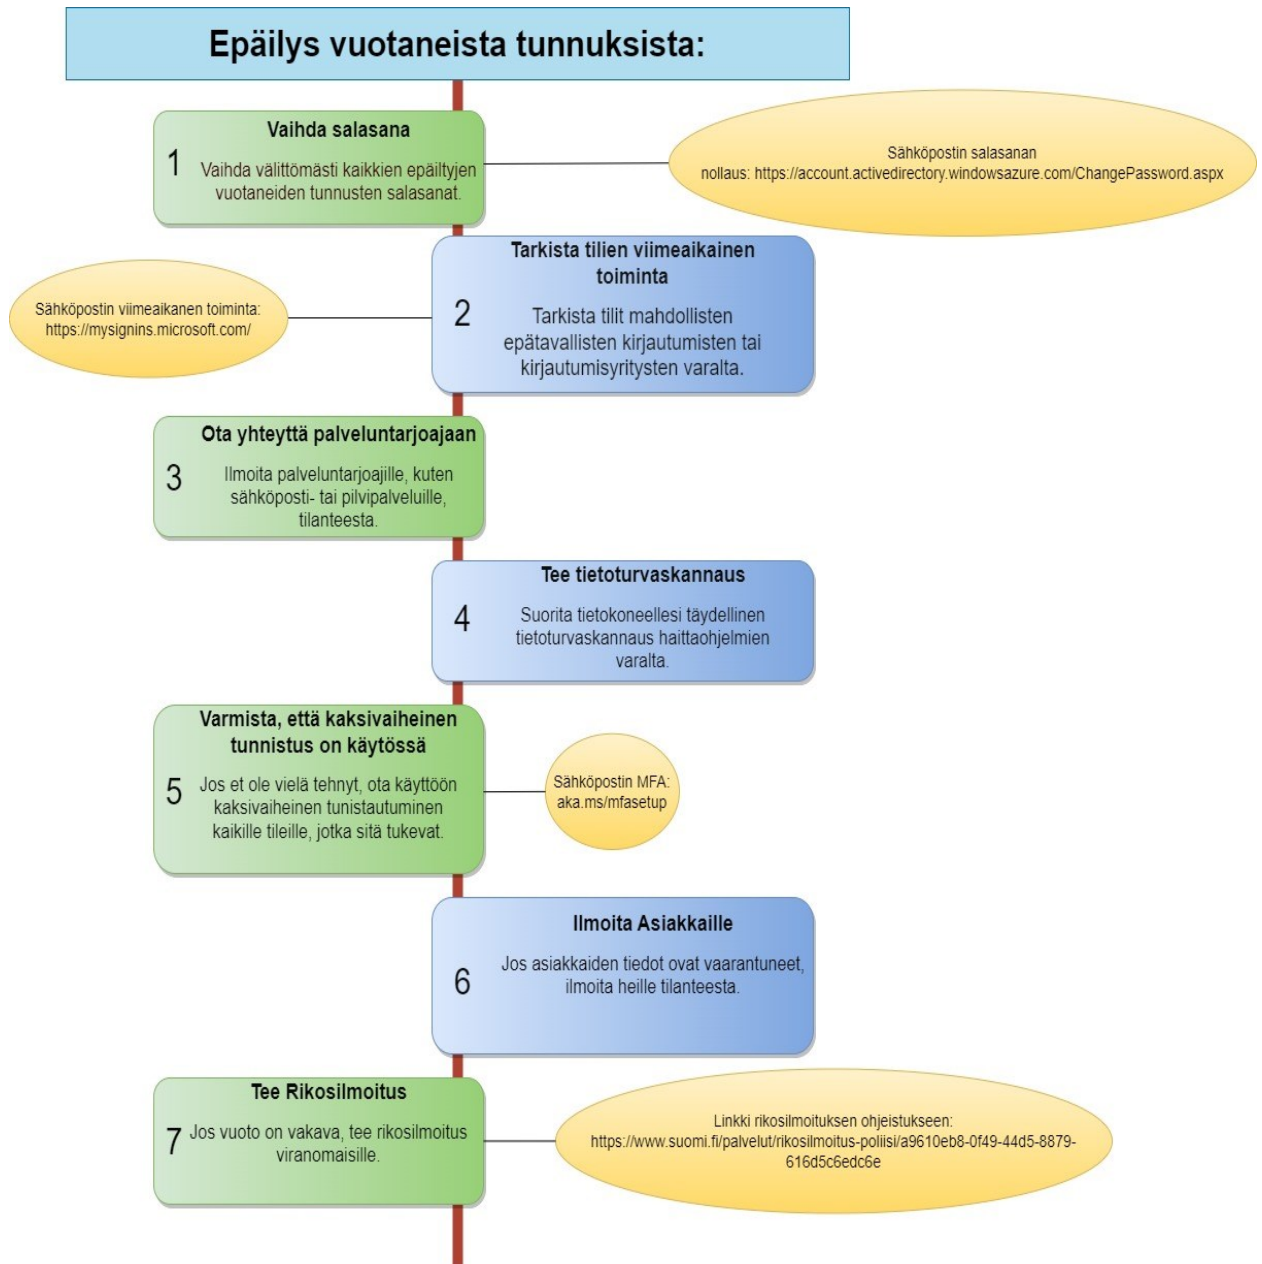 Epäilys vuotaneista tunnuksista:
Vaihda salasana
1
Vaihda välittömästi kaikkien epäiltyjen
vuotaneiden tunnusten salasanat.
Sähköpostin salasanan
nollaus: https://account.activedirectory.windowsazure.com/ChangePassword.aspx
Tarkista tilien viimeaikainen
toiminta
2
Tarkista tilit mahdollisten
epätavallisten kirjautumisten tai
kirjautumisyritysten varalta.
Sähköpostin viimeaikanen toiminta:
https://mysignins.microsoft.com/
Ota yhteyttä palveluntarjoajaan
3
Ilmoita palveluntarjoajille, kuten
sähköposti- tai pilvipalveluille,
tilanteesta.
Tee tietoturvaskannaus
4
Suorita tietokoneellesi täydellinen
tietoturvaskannaus haittaohjelmien
varalta.
Varmista, että kaksivaiheinen
tunnistus on käytössä
5
Jos et ole vielä tehnyt, ota käyttöön
kaksivaiheinen tunistautuminen
kaikille tileille, jotka sitä tukevat.
Sähköpostin MFA:
aka.ms/mfasetup
Ilmoita Asiakkaille
6
Jos asiakkaiden tiedot ovat vaarantuneet,
ilmoita heille tilanteesta.
Tee Rikosilmoitus
7
Jos vuoto on vakava, tee rikosilmoitus
viranomaisille.
Linkki rikosilmoituksen ohjeistukseen:
https://www.suomi.fi/palvelut/rikosilmoitus-poliisi/a9610eb8-0f49-44d5-8879-
616d5c6edc6e